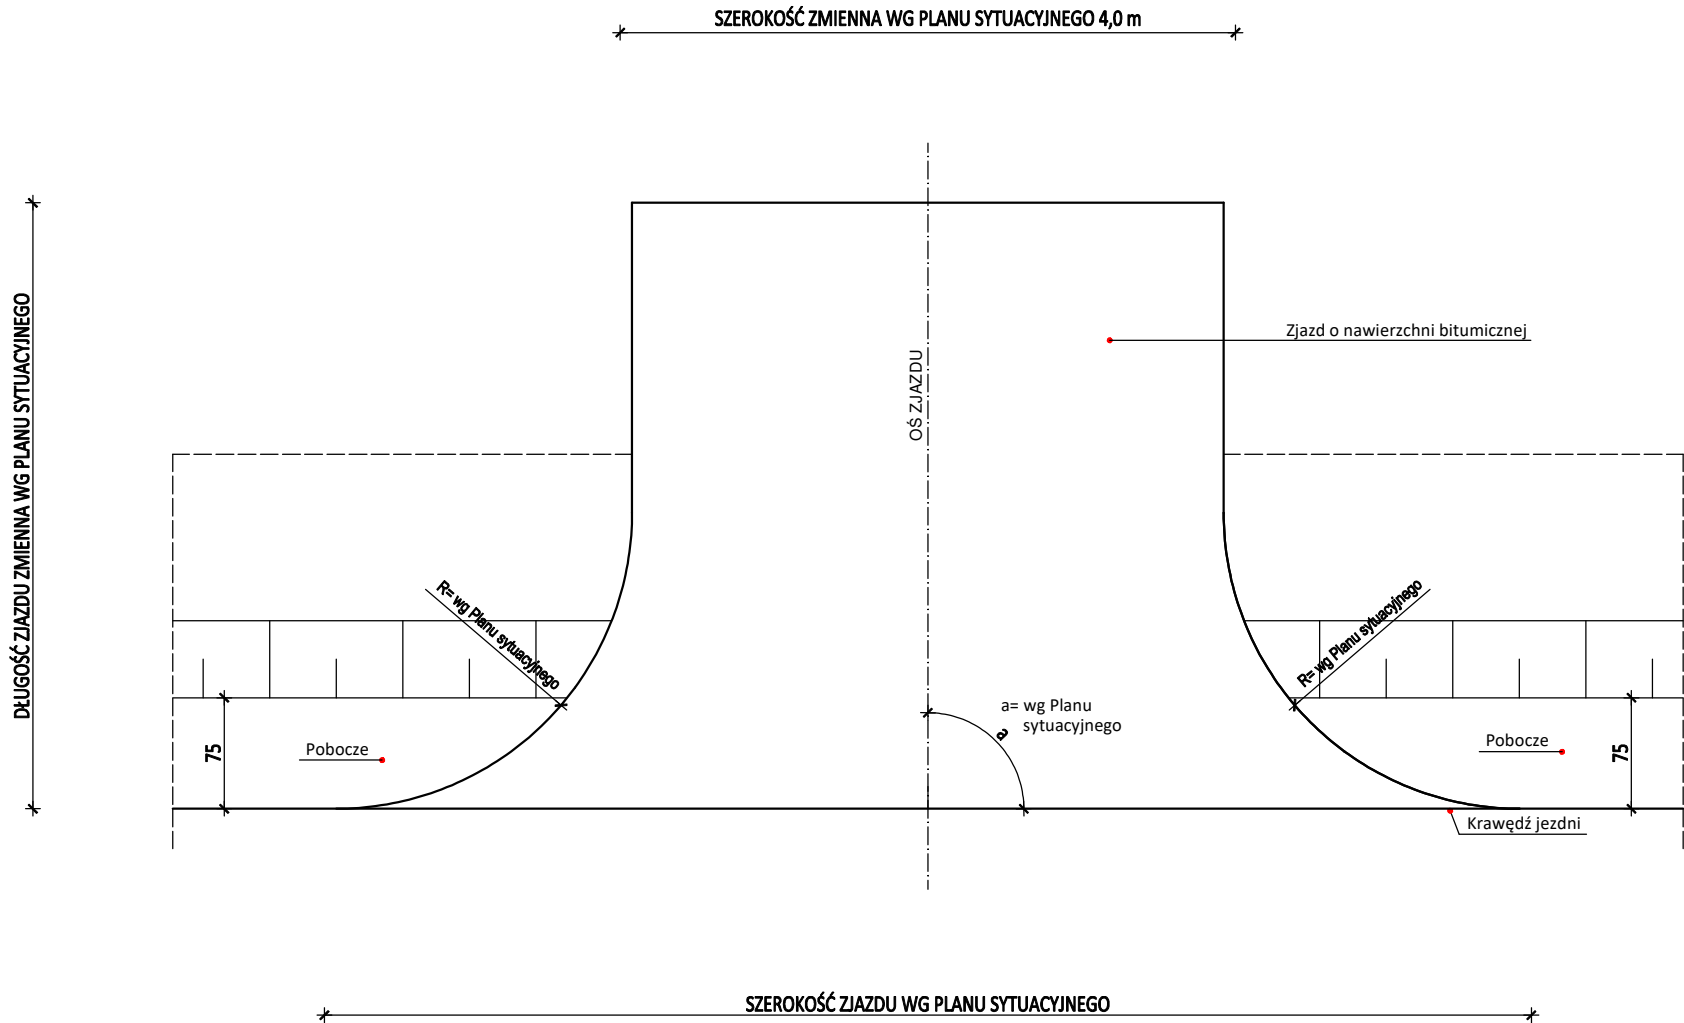 SZEROKOŚĆ ZMIENNA WG PLANU SYTUACYJNEGO 4,0 m
DŁUGOŚĆ ZJAZDU ZMIENNA WG PLANU SYTUACYJNEGO
Zjazd o nawierzchni bitumicznej
OŚ ZJAZDU
R= wg Planu sytuacyjnego
R= wg Planu sytuacyjnego
a= wg Planu
sytuacyjnego
a
75
Pobocze
Pobocze
75
Krawędź jezdni
SZEROKOŚĆ ZJAZDU WG PLANU SYTUACYJNEGO